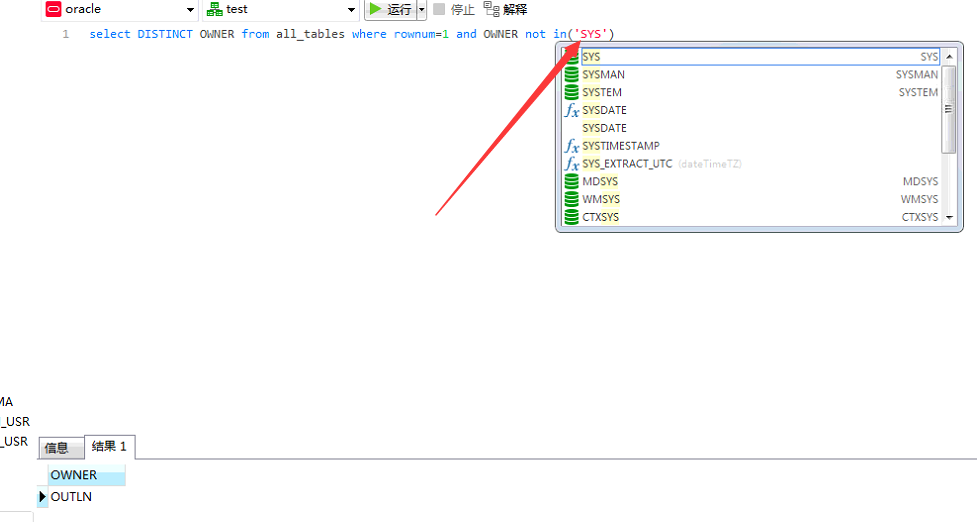 oracle test 运行 停止 解释
1 select DISTINCT OWNER from all_tables where rownum=1 and OWNER not in('SYS')
SYS SYS
SYSMAN SYSMAN
SYSTEM SYSTEM
fx SYSDATE
SYSDATE
fx SYSTIMESTAMP
fx SYS_EXTRACT_UTC (dateTimeTZ)
MDSYS MDSYS
WMSYS WMSYS
CTXSYS CTXSYS
MA
_USR
_USR
信息 结果 1
OWNER
OUTLN